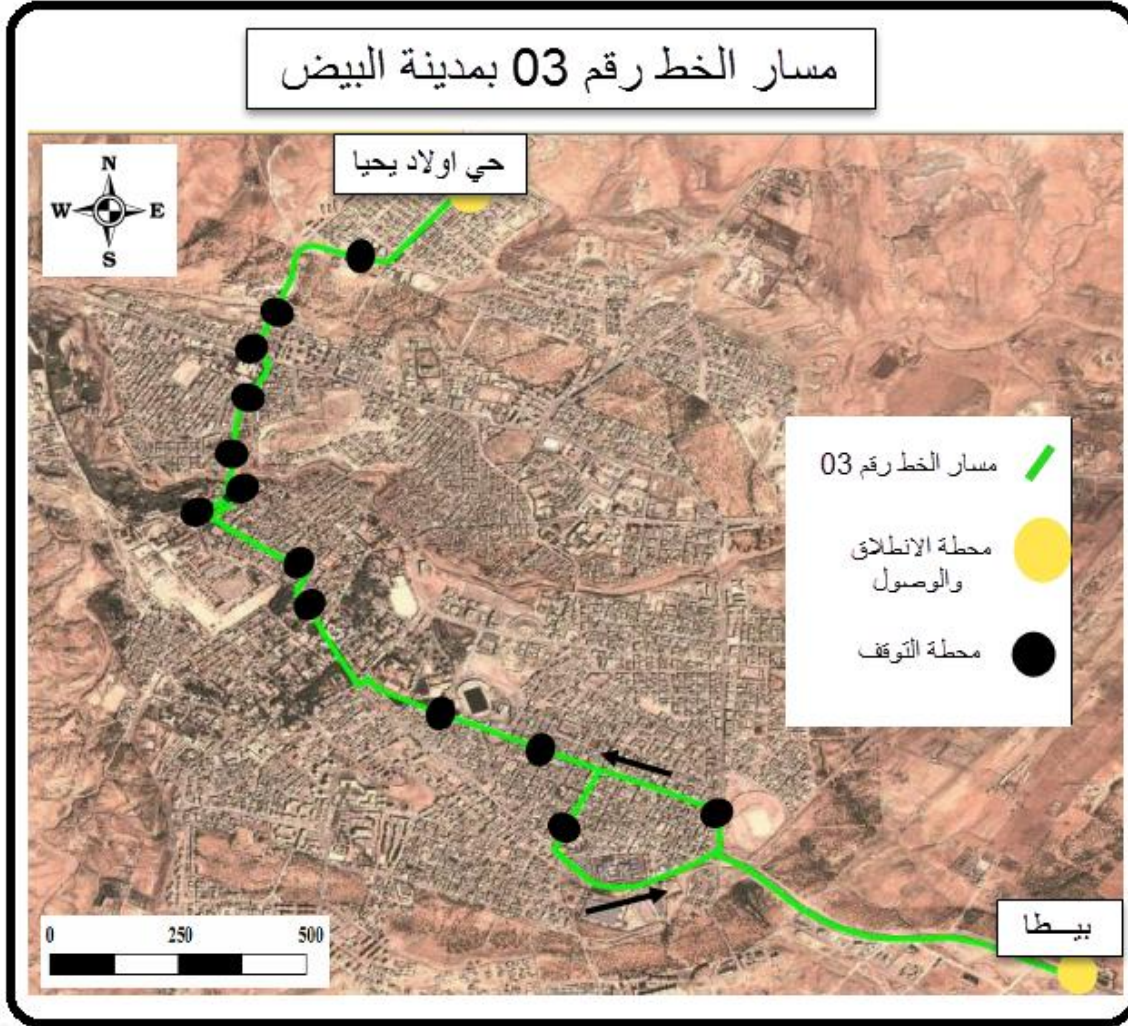 مسار الخط رقم 03 بمدينة البيض
حي اولاد يحيا
N
W E
S
مسار الخط رقم 03
محطة الانطلاق
والوصول
محطة التوقف
بيـــطا
0 250 500